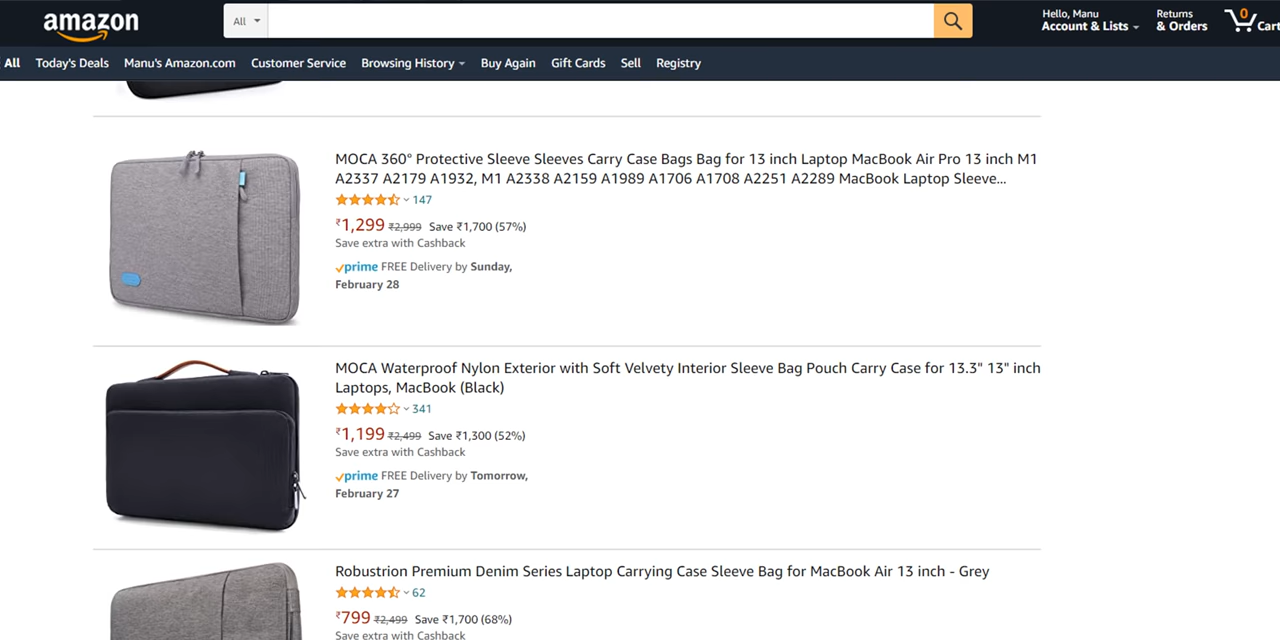 amazon
All
Hello, Manu
Account & Lists
Returns
& Orders
0
Cart
All Today's Deals Manu's Amazon.com Customer Service Browsing History Buy Again Gift Cards Sell Registry
MOCA 360° Protective Sleeve Sleeves Carry Case Bags Bag for 13 inch Laptop MacBook Air Pro 13 inch M1
A2337 A2179 A1932, M1 A2338 A2159 A1989 A1706 A1708 A2251 A2289 MacBook Laptop Sleeve...
147
₹1,299 ₹2,999 Save ₹1,700 (57%)
Save extra with Cashback
prime FREE Delivery by Sunday,
February 28
MOCA Waterproof Nylon Exterior with Soft Velvety Interior Sleeve Bag Pouch Carry Case for 13.3" 13" inch
Laptops, MacBook (Black)
341
₹1,199 ₹2,499 Save ₹1,300 (52%)
Save extra with Cashback
prime FREE Delivery by Tomorrow,
February 27
Robustrion Premium Denim Series Laptop Carrying Case Sleeve Bag for MacBook Air 13 inch - Grey
62
₹799 ₹2,499 Save ₹1,700 (68%)
Save extra with Cashback